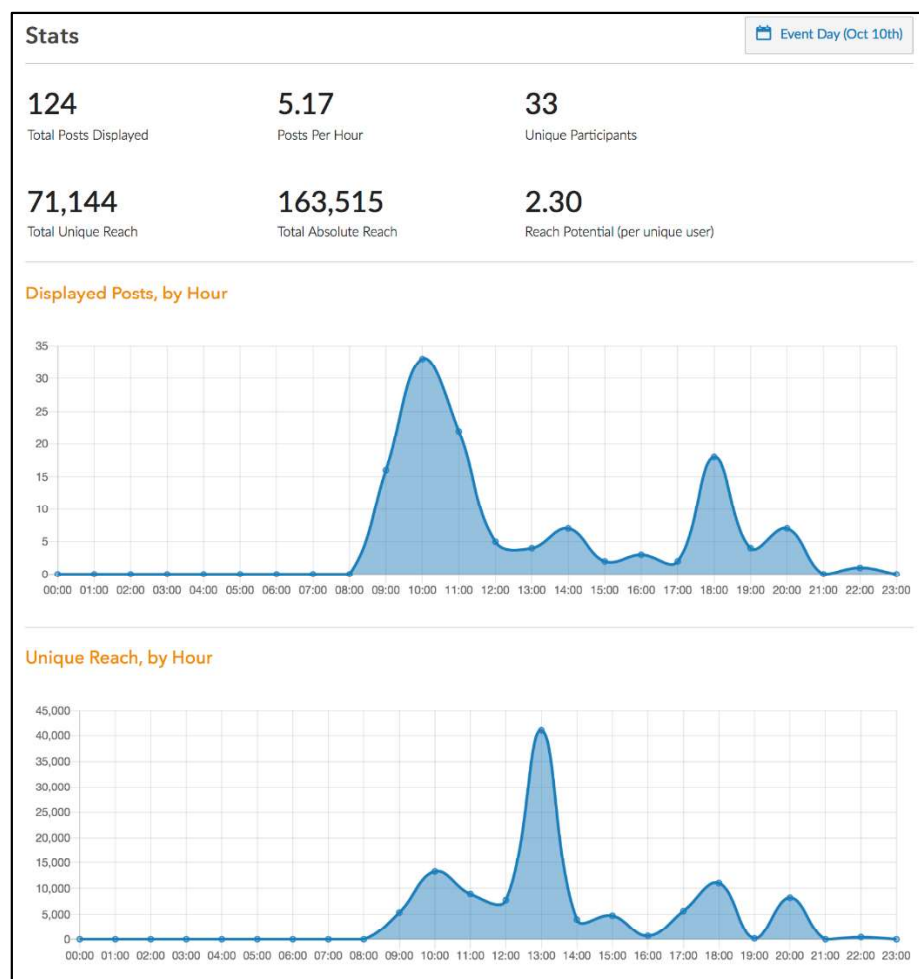 Stats
Event Day (Oct 10th)
124
5.17
33
Total Posts Displayed
Posts Per Hour
Unique Participants
71,144
163,515
2.30
Total Unique Reach
Total Absolute Reach
Reach Potential (per unique user)
Displayed Posts, by Hour
35
30
25
20
15
10
5
0
00:00 01:00 02:00 03:00 04:00 05:00 06:00 07:00 08:00 09:00 10:00 11:00 12:00 13:00 14:00 15:00 16:00 17:00 18:00 19:00 20:00 21:00 22:00 23:00
Unique Reach, by Hour
45,000
40,000
35,000
30,000
25,000
20,000
15,000
10,000
5,000
0
00:00 01:00 02:00 03:00 04:00 05:00 06:00 07:00 08:00 09:00 10:00 11:00 12:00 13:00 14:00 15:00 16:00 17:00 18:00 19:00 20:00 21:00 22:00 23:00